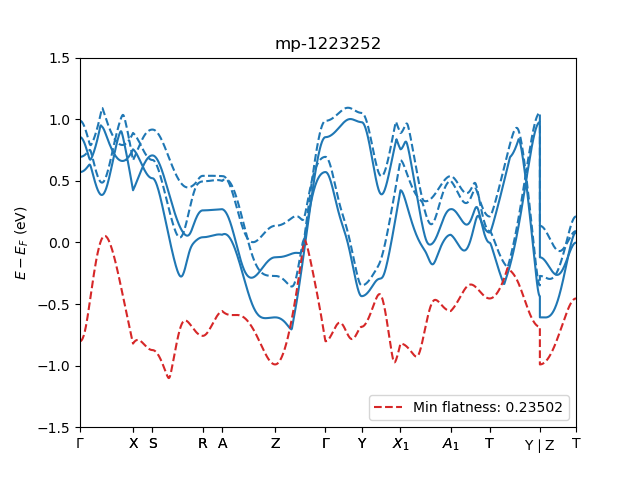 mp-1223252
E − E_F (eV)
1.5
1.0
0.5
0.0
−0.5
−1.0
−1.5
Min flatness: 0.23502
Γ X S R A Z Γ Y X₁ A₁ T Y | Z T